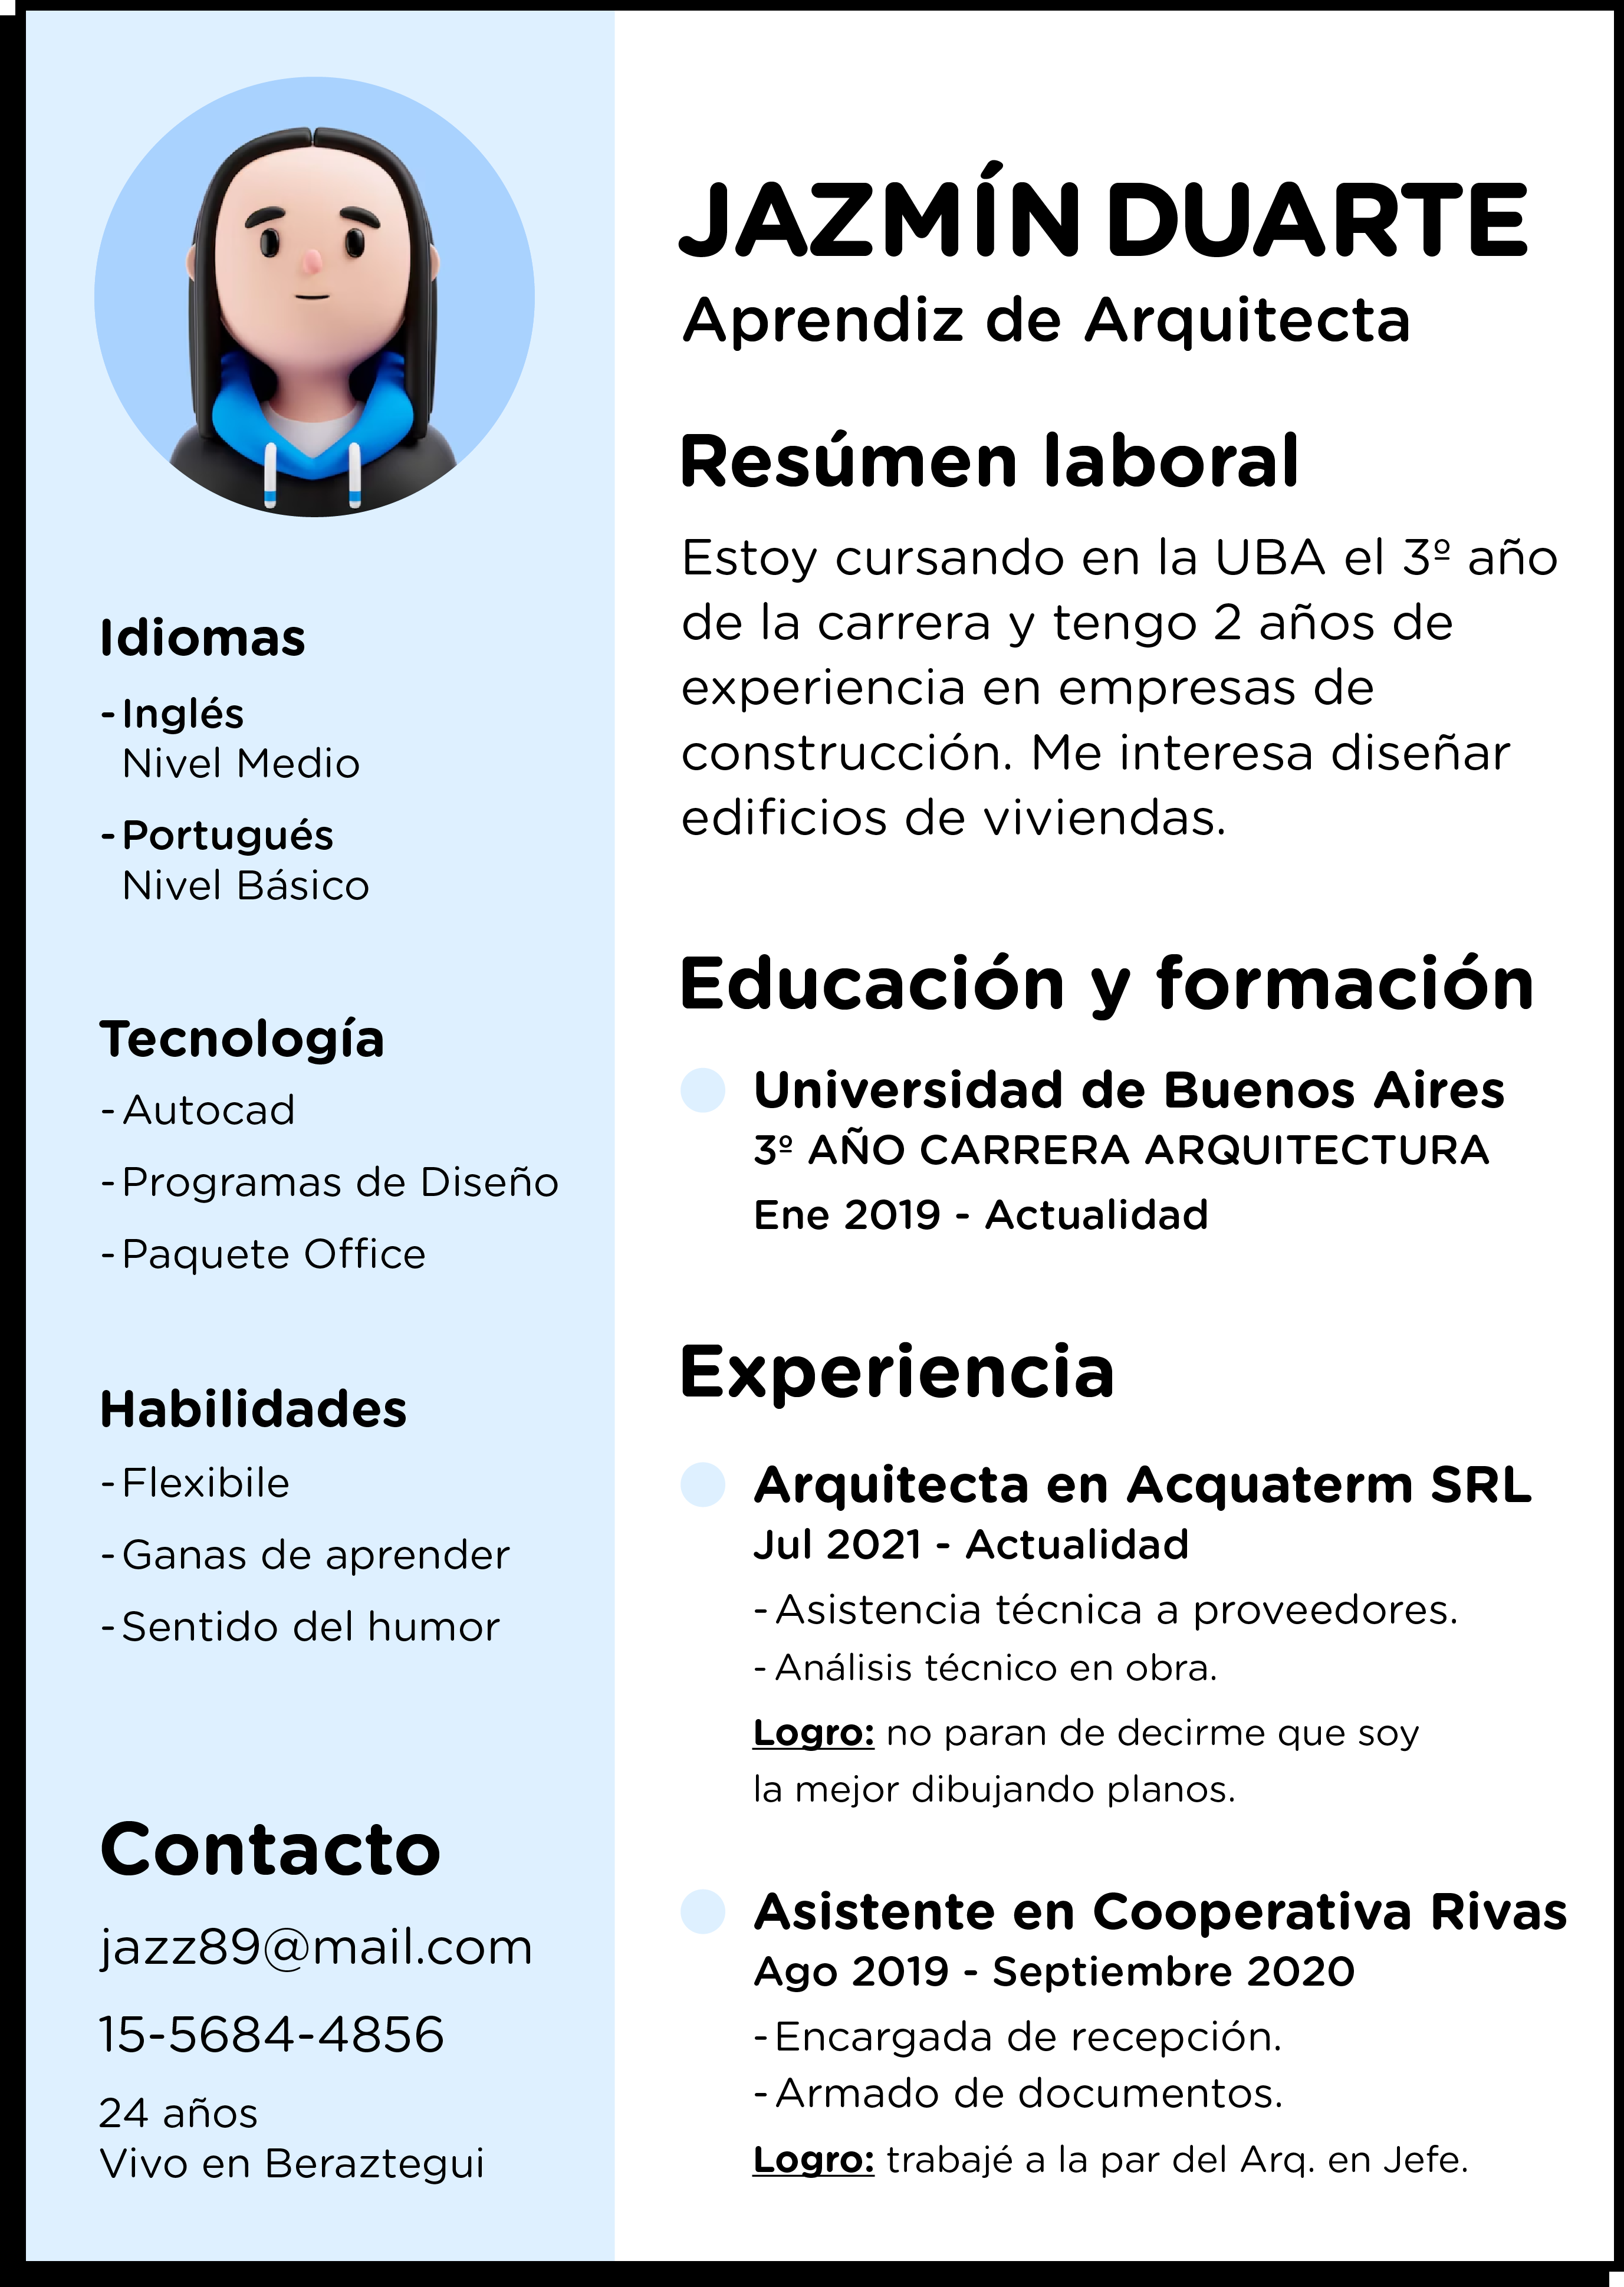 JAZMÍN DUARTE
Aprendiz de Arquitecta
Resúmen laboral
Estoy cursando en la UBA el 3º año
de la carrera y tengo 2 años de
experiencia en empresas de
construcción. Me interesa diseñar
edificios de viviendas.
Educación y formación
Universidad de Buenos Aires
3º AÑO CARRERA ARQUITECTURA
Ene 2019 - Actualidad
Experiencia
Arquitecta en Acquaterm SRL
Jul 2021 - Actualidad
- Asistencia técnica a proveedores.
- Análisis técnico en obra.
Logro: no paran de decirme que soy
la mejor dibujando planos.
Asistente en Cooperativa Rivas
Ago 2019 - Septiembre 2020
- Encargada de recepción.
- Armado de documentos.
Logro: trabajé a la par del Arq. en Jefe.
Idiomas
- Inglés
Nivel Medio
- Portugués
Nivel Básico
Tecnología
- Autocad
- Programas de Diseño
- Paquete Office
Habilidades
- Flexibile
- Ganas de aprender
- Sentido del humor
Contacto
jazz89@mail.com
15-5684-4856
24 años
Vivo en Beraztegui